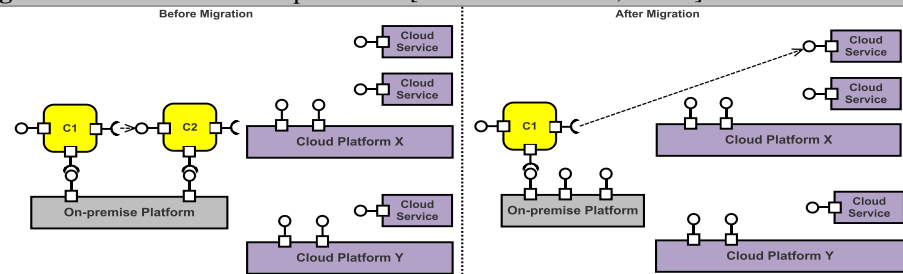 Before Migration
Cloud
Service
Cloud
Service
C1
C2
Cloud Platform X
On-premise Platform
Cloud
Service
Cloud Platform Y
After Migration
Cloud
Service
Cloud
Service
C1
Cloud Platform X
On-premise Platform
Cloud
Service
Cloud Platform Y